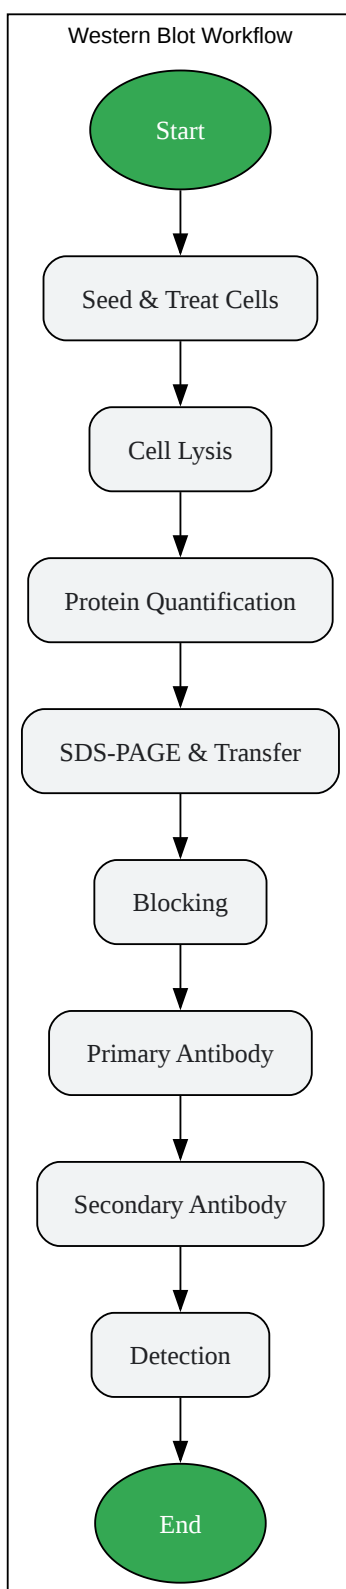 Western Blot Workflow
Start
Seed & Treat Cells
Cell Lysis
Protein Quantification
SDS-PAGE & Transfer
Blocking
Primary Antibody
Secondary Antibody
Detection
End